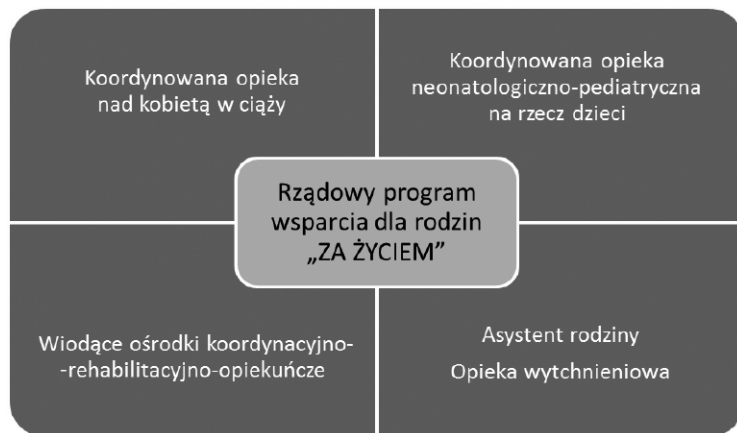 Koordynowana opieka
nad kobietą w ciąży
Koordynowana opieka
neonatologiczno-pediatryczna
na rzecz dzieci
Rządowy program
wsparcia dla rodzin
„ZA ŻYCIEM”
Wiodące ośrodki koordynacyjno-
-rehabilitacyjno-opiekuńcze
Asystent rodziny
Opieka wytchnieniowa